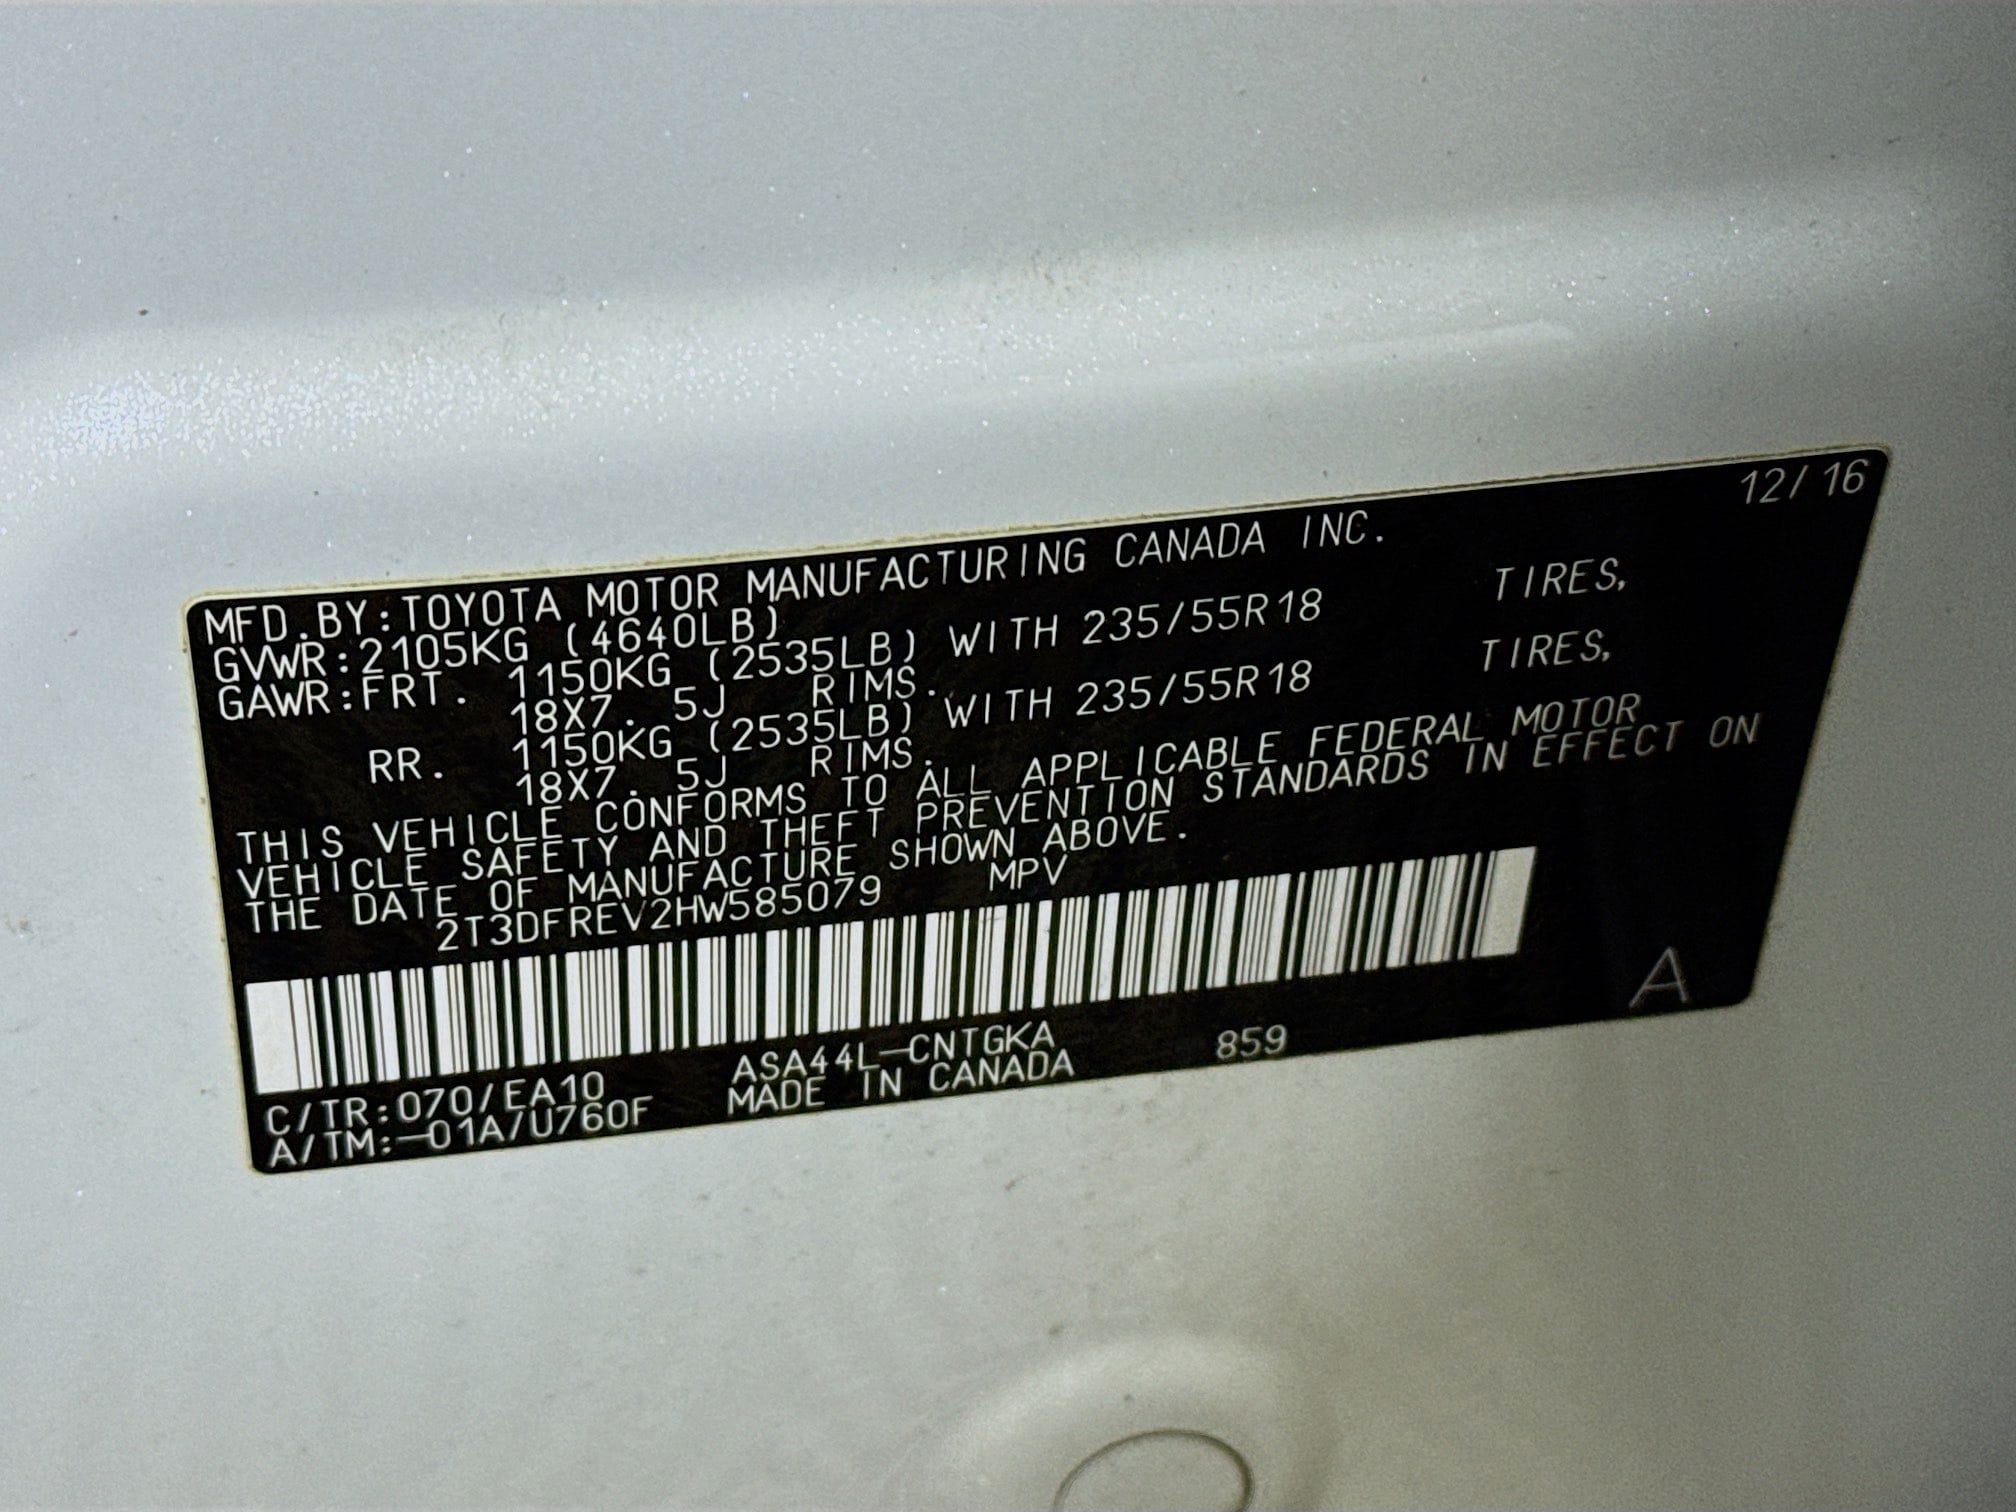 12/16
MFD.BY:TOYOTA MOTOR MANUFACTURING CANADA INC.
GVWR:2105KG (4640LB)
GAWR:FRT. 1150KG (2535LB) WITH 235/55R18 TIRES,
18X7.5J RIMS.
RR. 1150KG (2535LB) WITH 235/55R18 TIRES,
18X7.5J RIMS.
THIS VEHICLE CONFORMS TO ALL APPLICABLE FEDERAL MOTOR
VEHICLE SAFETY AND THEFT PREVENTION STANDARDS IN EFFECT ON
THE DATE OF MANUFACTURE SHOWN ABOVE.
2T3DFREV2HW585079 MPV
A
ASA44L-CNTGKA 859
C/TR:070/EA10 MADE IN CANADA
A/TM:-01A/U760F